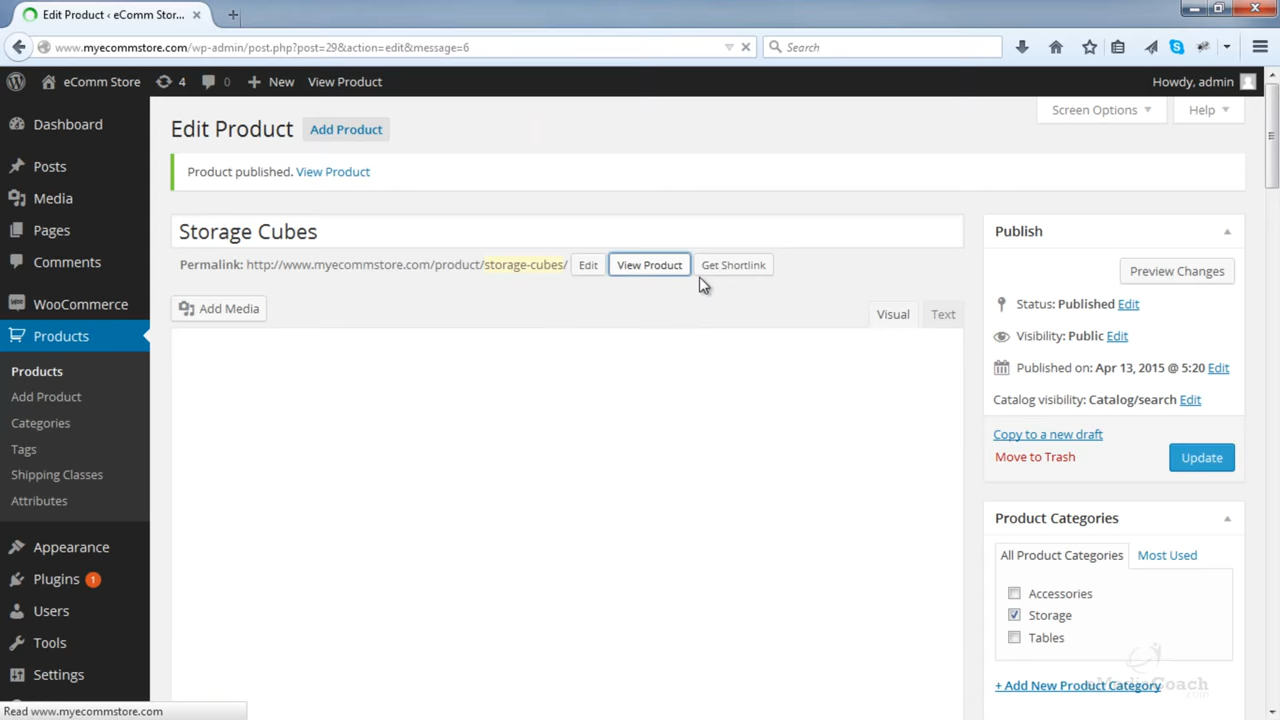 Edit Product ‹ eComm Stor...
www.myecommstore.com/wp-admin/post.php?post=29&action=edit&message=6
Search
eComm Store 4 0 New View Product Howdy, admin
Screen Options Help
Edit Product Add Product
Product published. View Product
Storage Cubes
Permalink: http://www.myecommstore.com/product/storage-cubes/ Edit View Product Get Shortlink
Add Media Visual Text
Dashboard
Posts
Media
Pages
Comments
WooCommerce
Products
Products
Add Product
Categories
Tags
Shipping Classes
Attributes
Appearance
Plugins 1
Users
Tools
Settings
Publish
Preview Changes
Status: Published Edit
Visibility: Public Edit
Published on: Apr 13, 2015 @ 5:20 Edit
Catalog visibility: Catalog/search Edit
Copy to a new draft
Move to Trash Update
Product Categories
All Product Categories Most Used
Accessories
Storage
Tables
+ Add New Product Category
Read www.myecommstore.com